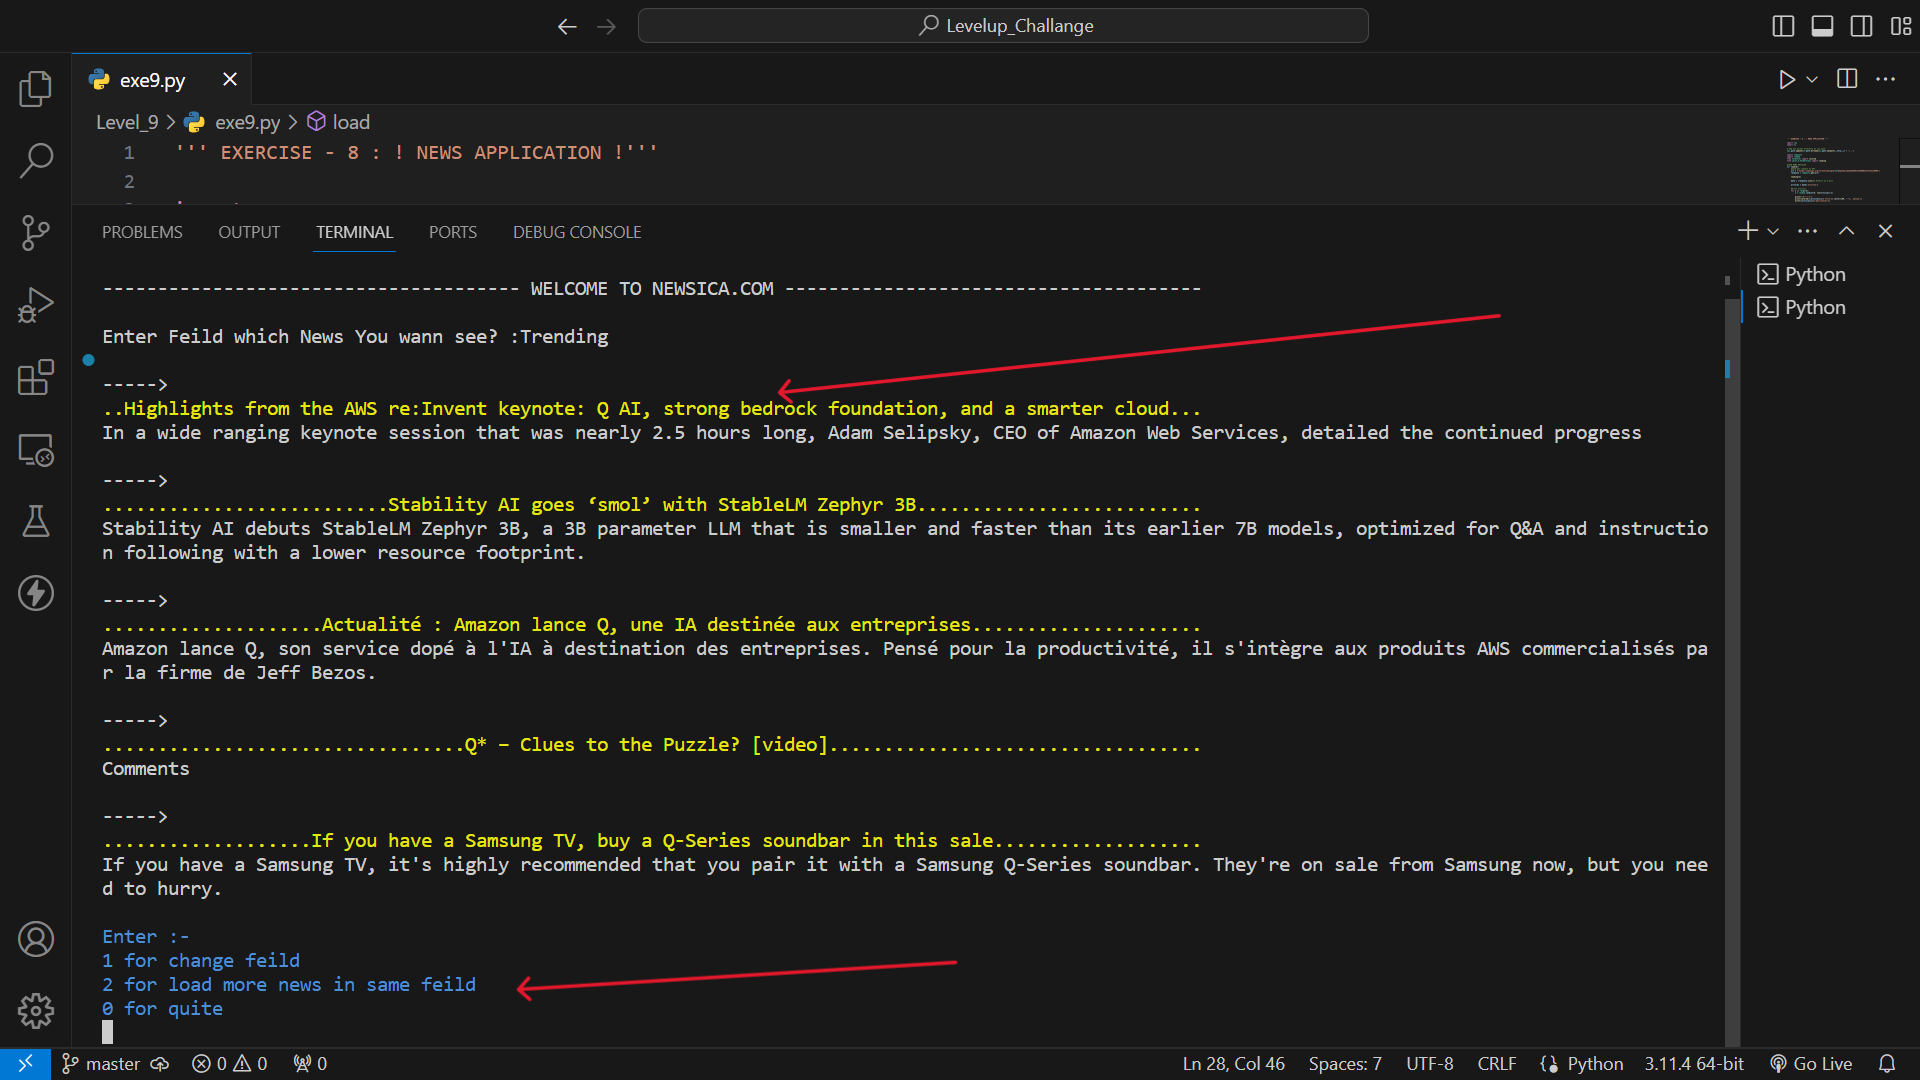 Levelup_Challange
exe9.py
Level_9 > exe9.py > load
1 ''' EXERCISE - 8 : ! NEWS APPLICATION !'''
2
PROBLEMS OUTPUT TERMINAL PORTS DEBUG CONSOLE
-------------------------------------- WELCOME TO NEWSICA.COM --------------------------------------
Python
Python
Enter Feild which News You wann see? :Trending
----->
..Highlights from the AWS re:Invent keynote: Q AI, strong bedrock foundation, and a smarter cloud...
In a wide ranging keynote session that was nearly 2.5 hours long, Adam Selipsky, CEO of Amazon Web Services, detailed the continued progress
----->
..........................Stability AI goes ‘smol’ with StableLM Zephyr 3B..........................
Stability AI debuts StableLM Zephyr 3B, a 3B parameter LLM that is smaller and faster than its earlier 7B models, optimized for Q&A and instructio
n following with a lower resource footprint.
----->
....................Actualité : Amazon lance Q, une IA destinée aux entreprises.....................
Amazon lance Q, son service dopé à l'IA à destination des entreprises. Pensé pour la productivité, il s'intègre aux produits AWS commercialisés pa
r la firme de Jeff Bezos.
----->
.................................Q* – Clues to the Puzzle? [video]..................................
Comments
----->
...................If you have a Samsung TV, buy a Q-Series soundbar in this sale...................
If you have a Samsung TV, it's highly recommended that you pair it with a Samsung Q-Series soundbar. They're on sale from Samsung now, but you nee
d to hurry.
Enter :-
1 for change feild
2 for load more news in same feild
0 for quite
master 0 0 0 Ln 28, Col 46 Spaces: 7 UTF-8 CRLF Python 3.11.4 64-bit Go Live